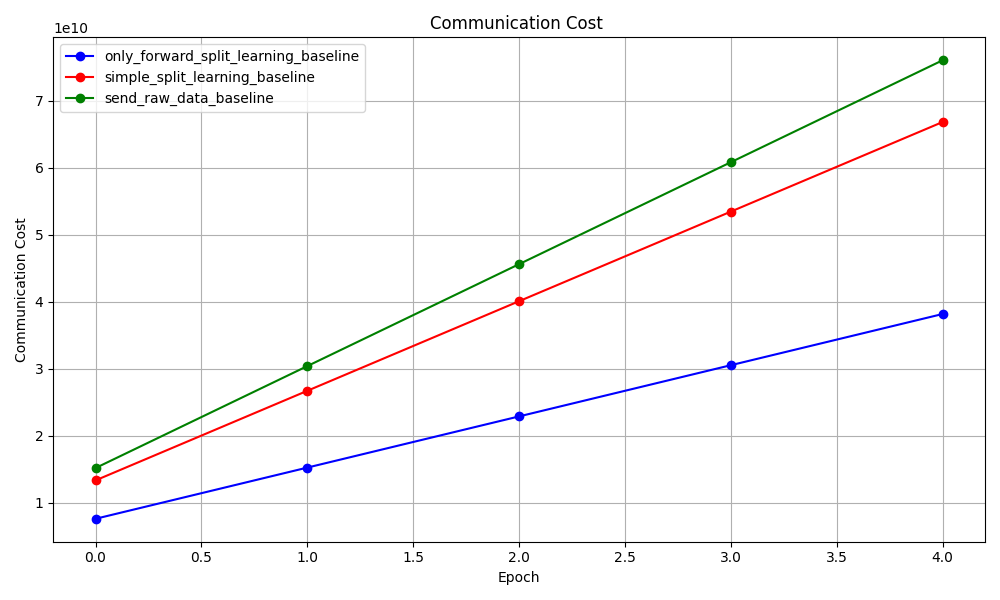 Communication Cost
1e10
only_forward_split_learning_baseline
simple_split_learning_baseline
send_raw_data_baseline
7
6
5
4
3
2
1
Communication Cost
0.0 0.5 1.0 1.5 2.0 2.5 3.0 3.5 4.0
Epoch